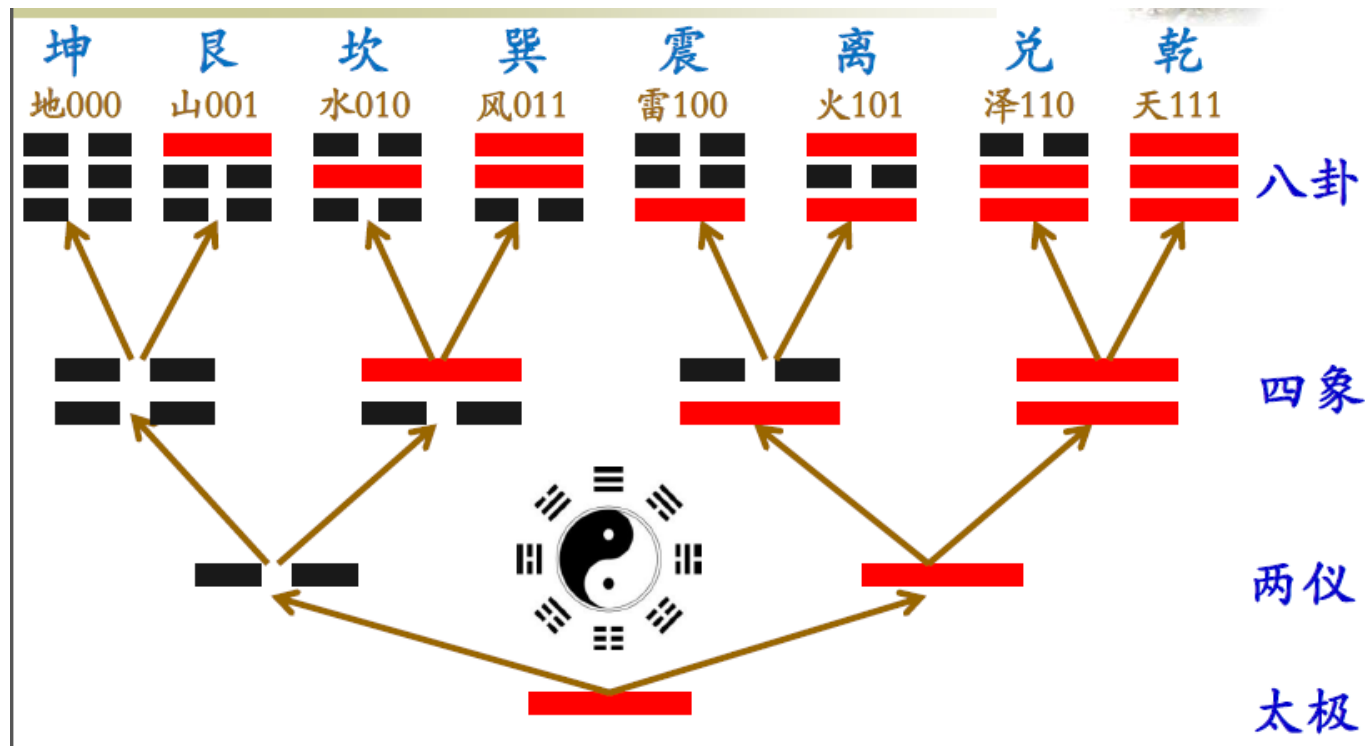 坤 艮 坎 巽 震 离 兑 乾
地000 山001 水010 风011 雷100 火101 泽110 天111
八卦
四象
两仪
太极